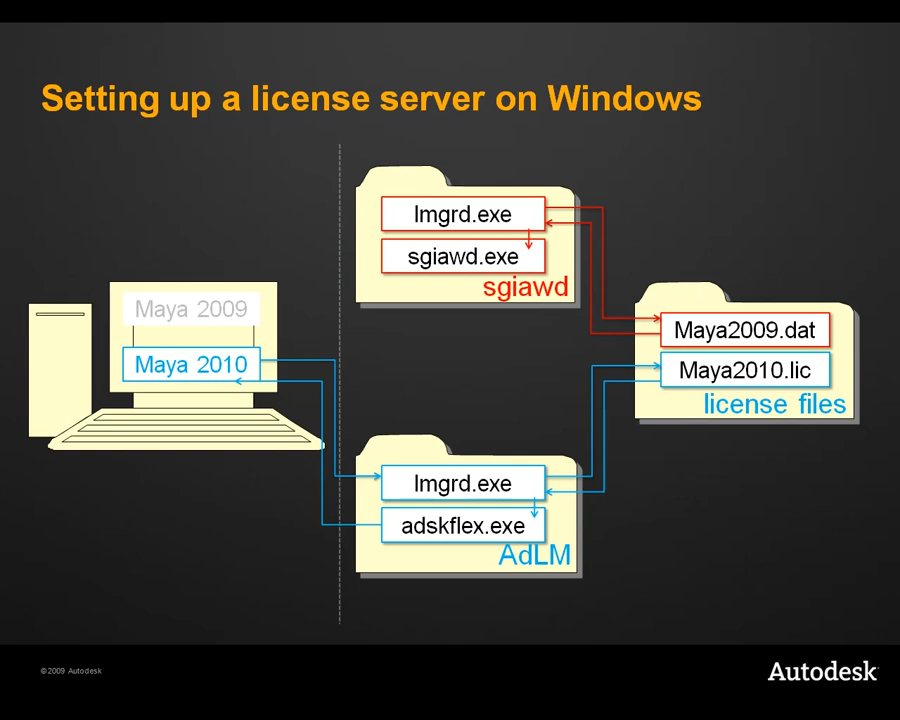 Setting up a license server on Windows
lmgrd.exe
sgiawd.exe
sgiawd
Maya 2009
Maya 2010
Maya2009.dat
Maya2010.lic
license files
lmgrd.exe
adskflex.exe
AdLM
©2009 Autodesk
Autodesk